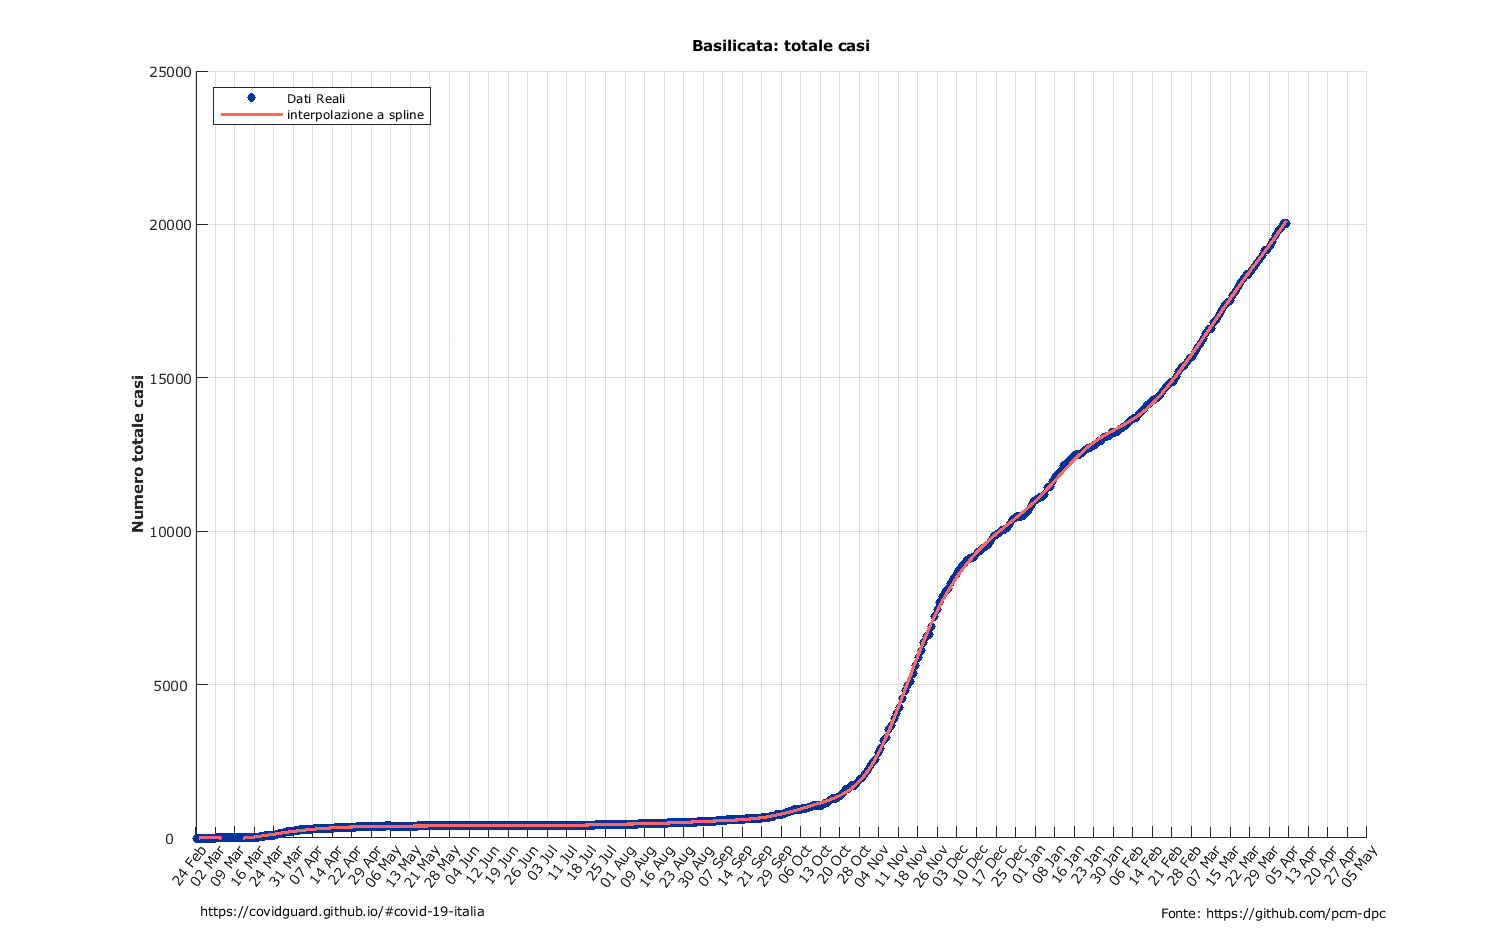 Basilicata: totale casi
Dati Reali
interpolazione a spline
Numero totale casi
25000
20000
15000
10000
5000
0
24 Feb
02 Mar
09 Mar
16 Mar
24 Mar
31 Mar
07 Apr
14 Apr
22 Apr
29 Apr
06 May
13 May
21 May
28 May
04 Jun
12 Jun
19 Jun
26 Jun
03 Jul
11 Jul
18 Jul
25 Jul
01 Aug
09 Aug
16 Aug
23 Aug
30 Aug
07 Sep
14 Sep
21 Sep
29 Sep
06 Oct
13 Oct
20 Oct
28 Oct
04 Nov
11 Nov
18 Nov
26 Nov
03 Dec
10 Dec
17 Dec
25 Dec
01 Jan
08 Jan
16 Jan
23 Jan
30 Jan
06 Feb
14 Feb
21 Feb
28 Feb
07 Mar
15 Mar
22 Mar
29 Mar
05 Apr
13 Apr
20 Apr
27 Apr
05 May
https://covidguard.github.io/#covid-19-italia
Fonte: https://github.com/pcm-dpc